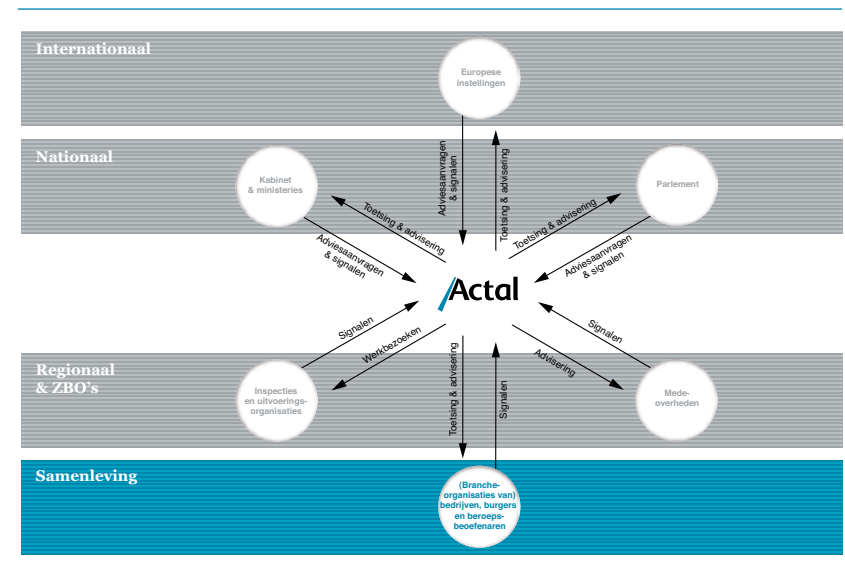 Internationaal
Europese
instellingen
Nationaal
Kabinet
& ministeries
Parlement
Adviesaanvragen
& signalen
Toetsing & advisering
Toetsing & advisering
Toetsing & advisering
Adviesaanvragen
& signalen
Adviesaanvragen
& signalen
Actal
Signalen
Werkbezoeken
Toetsing & advisering
Signalen
Advisering
Signalen
Regionaal
& ZBO's
Inspecties
en uitvoerings-
organisaties
Mede-
overheden
Samenleving
(Branche-
organisaties van)
bedrijven, burgers
en beroeps-
beoefenaren